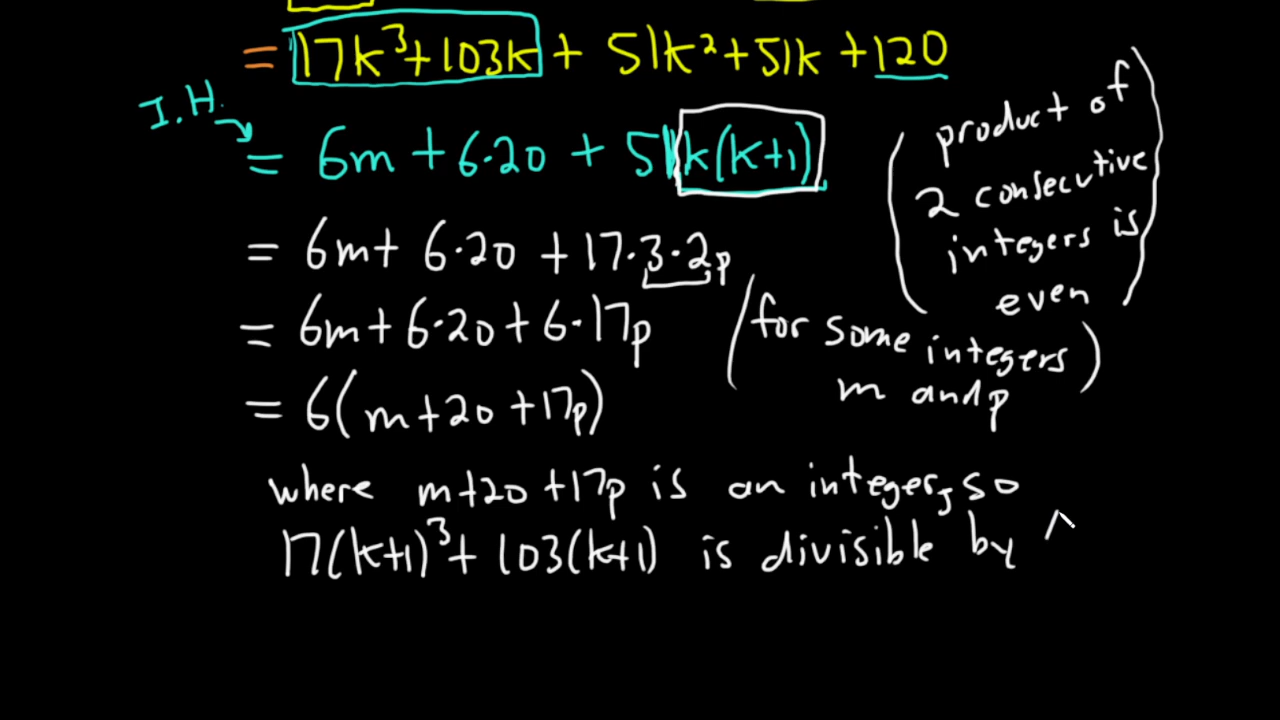 = 17k³+103k + 51k²+51k+120
I.H.
= 6m+6·20 + 51k(k+1)
(product of
2 consecutive
integers is
even)
= 6m+ 6·20 +17·3·2p
= 6m+6·20+6·17p
(for some integers
m and p)
= 6(m+20+17p)
where m+20+17p is an integer, so
17(k+1)³+ 103(k+1) is divisible by